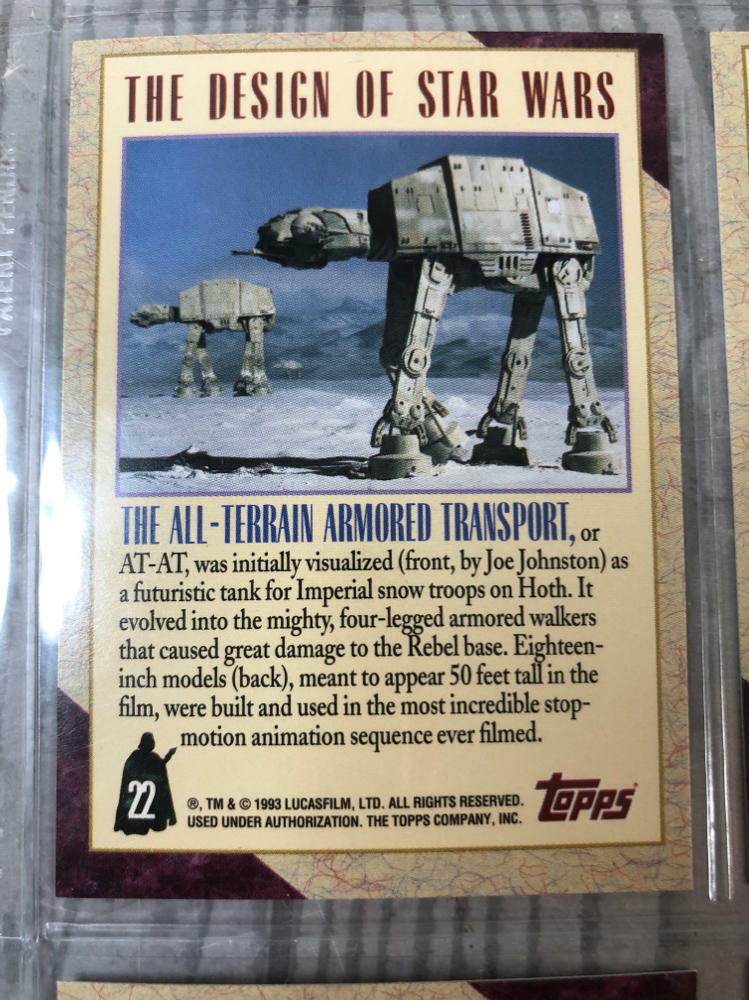 THE DESIGN OF STAR WARS
THE ALL-TERRAIN ARMORED TRANSPORT, or
AT-AT, was initially visualized (front, by Joe Johnston) as
a futuristic tank for Imperial snow troops on Hoth. It
evolved into the mighty, four-legged armored walkers
that caused great damage to the Rebel base. Eighteen-
inch models (back), meant to appear 50 feet tall in the
film, were built and used in the most incredible stop-
motion animation sequence ever filmed.
22
®, TM & © 1993 LUCASFILM, LTD. ALL RIGHTS RESERVED.
USED UNDER AUTHORIZATION. THE TOPPS COMPANY, INC.
topps